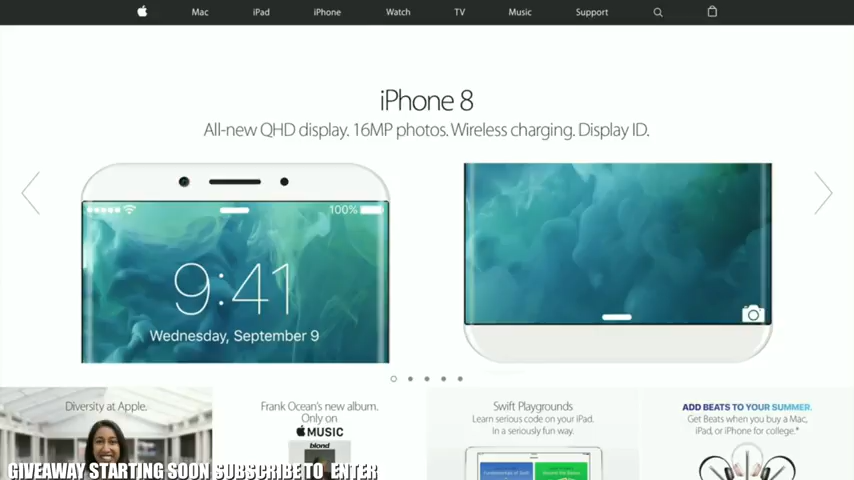 Mac iPad iPhone Watch TV Music Support
iPhone 8
All-new QHD display. 16MP photos. Wireless charging. Display ID.
100%
9:41
Wednesday, September 9
Diversity at Apple.
Frank Ocean's new album.
Only on
MUSIC
blond
Swift Playgrounds
Learn serious code on your iPad.
In a seriously fun way.
ADD BEATS TO YOUR SUMMER.
Get Beats when you buy a Mac,
iPad, or iPhone for college.*
GIVEAWAY STARTING SOON SUBSCRIBE TO ENTER